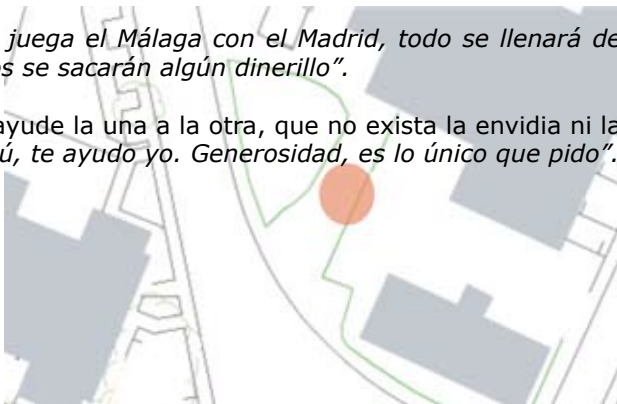 juega el Málaga con el Madrid, todo se llenará de
s se sacarán algún dinerillo”.
ayude la una a la otra, que no exista la envidia ni la
ú, te ayudo yo. Generosidad, es lo único que pido”.